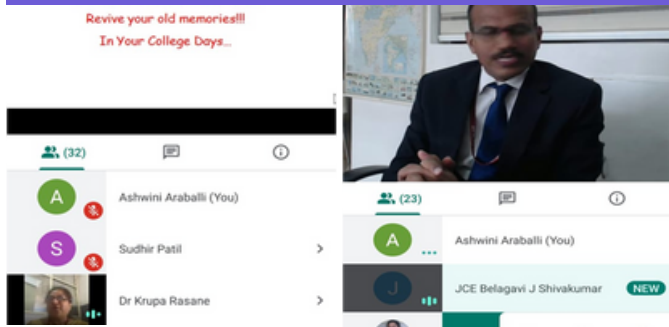 Revive your old memories!!!
In Your College Days...
(32)
A
Ashwini Araballi (You)
S
Sudhir Patil
Dr Krupa Rasane
(23)
A
Ashwini Araballi (You)
J
JCE Belagavi J Shivakumar NEW